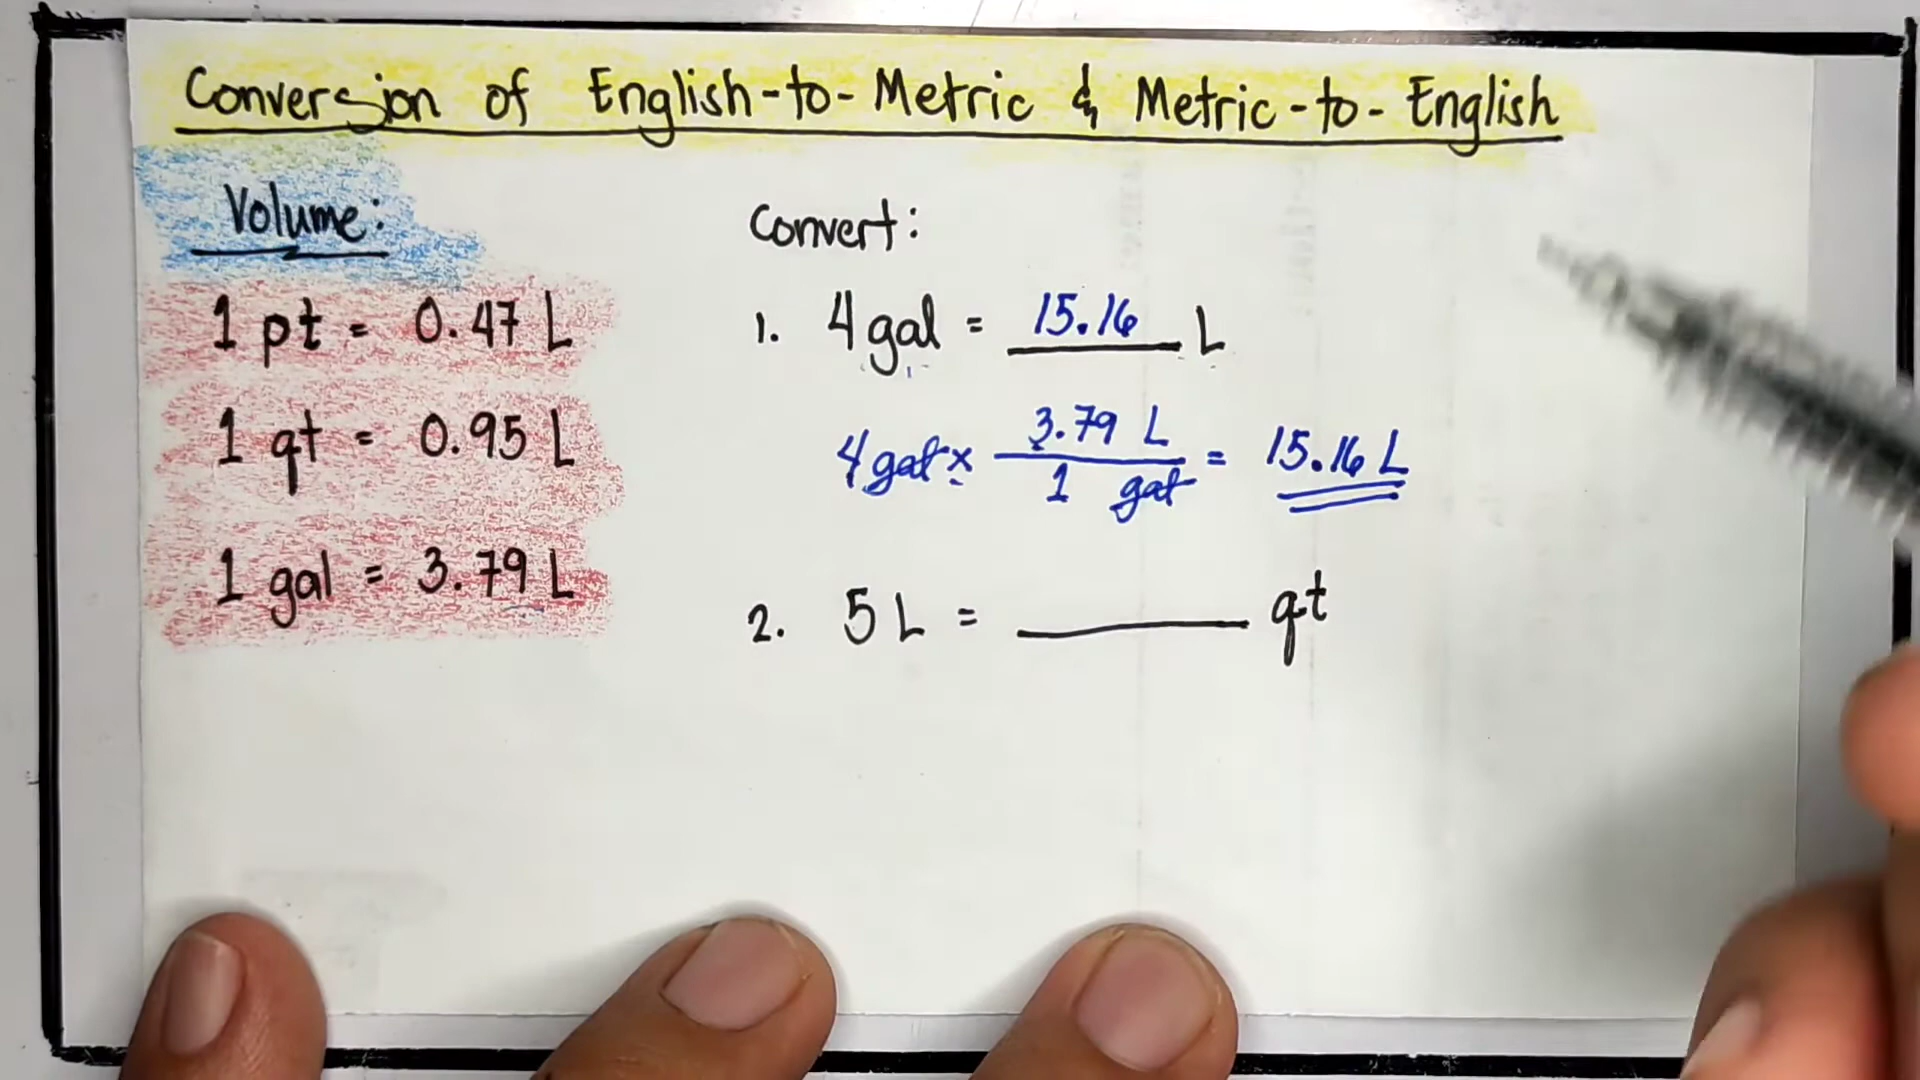 Conversion of English-to-Metric & Metric-to-English
Volume:
1 pt = 0.47 L
1 qt = 0.95 L
1 gal = 3.79 L
Convert:
1. 4 gal = 15.16 L
4 gal x 3.79 L / 1 gal = 15.16 L
2. 5 L = ________ qt